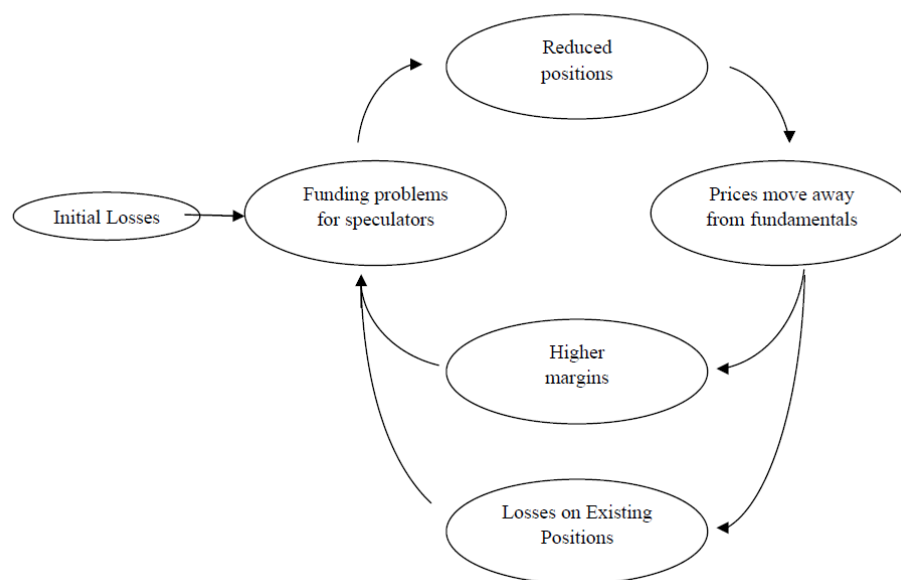 Reduced
positions
Initial Losses
Funding problems
for speculators
Prices move away
from fundamentals
Higher
margins
Losses on Existing
Positions